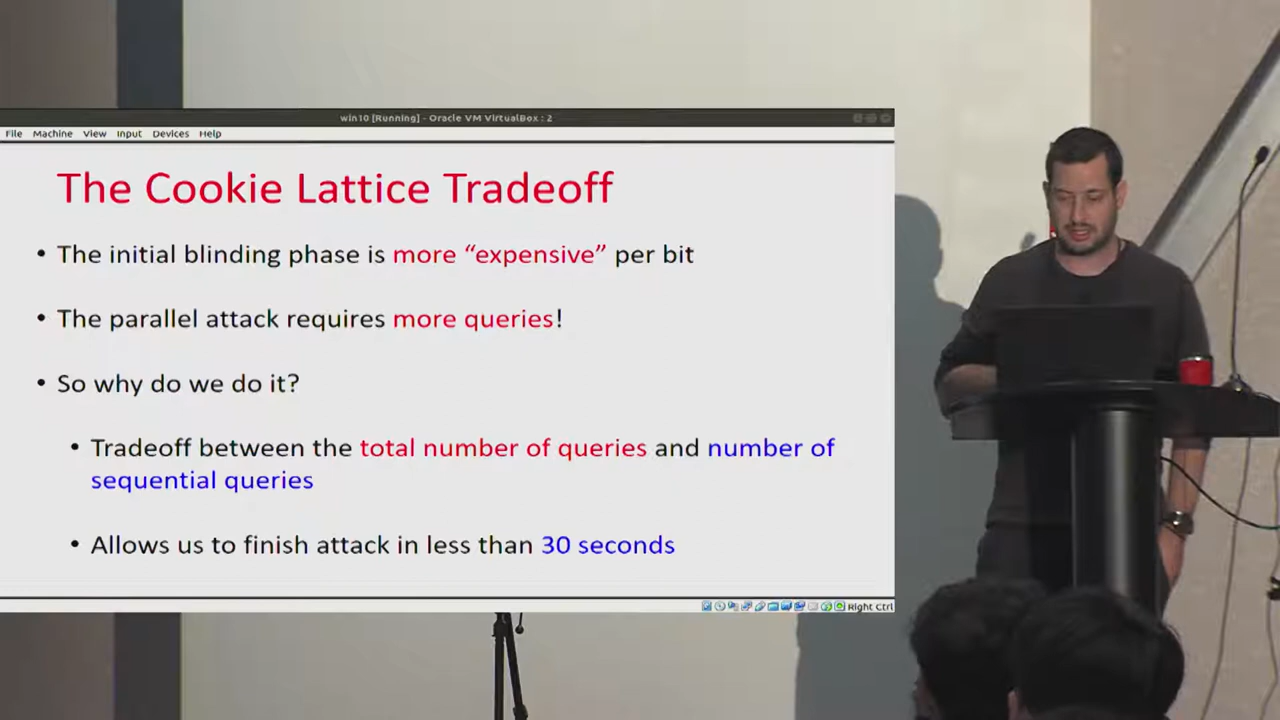 win10 [Running] - Oracle VM VirtualBox : 2
File Machine View Input Devices Help
The Cookie Lattice Tradeoff
• The initial blinding phase is more “expensive” per bit
• The parallel attack requires more queries!
• So why do we do it?
• Tradeoff between the total number of queries and number of
sequential queries
• Allows us to finish attack in less than 30 seconds
Right Ctrl